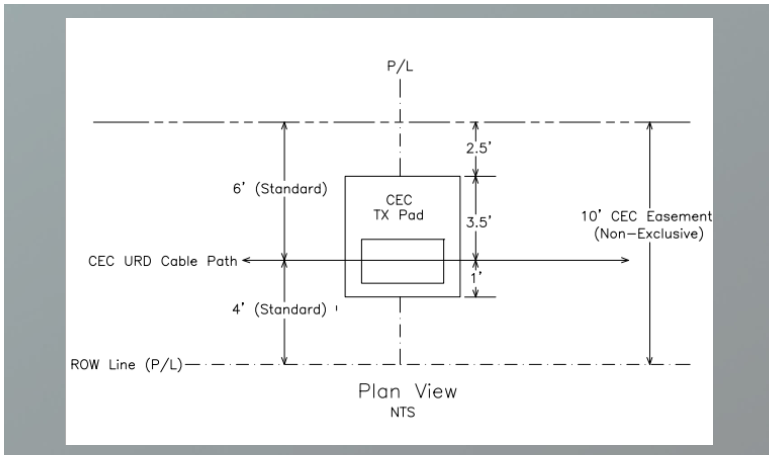 P/L
2.5'
6' (Standard)
CEC
TX Pad
3.5'
10' CEC Easement
(Non-Exclusive)
CEC URD Cable Path
1'
4' (Standard)
ROW Line (P/L)
Plan View
NTS